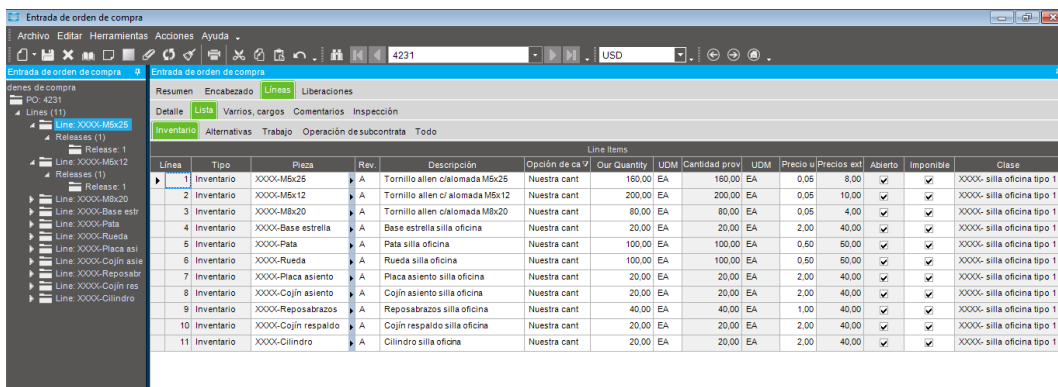 Entrada de orden de compra
Archivo Editar Herramientas Acciones Ayuda
4231 USD
Entrada de orden de compra
denes de compra
PO: 4231
Lines (11)
Line: XXXX-M5x25
Releases (1)
Release: 1
Line: XXXX-M5x12
Releases (1)
Release: 1
Line: XXXX-M8x20
Line: XXXX-Base estr
Line: XXXX-Pata
Line: XXXX-Rueda
Line: XXXX-Placa asi
Line: XXXX-Cojín asie
Line: XXXX-Reposabr
Line: XXXX-Cojín res
Line: XXXX-Cilindro
Entrada de orden de compra
Resumen Encabezado Líneas Liberaciones
Detalle Lista Varrios, cargos Comentarios Inspección
Inventario Alternativas Trabajo Operación de subcontrata Todo
Line Items
Línea Tipo Pieza Rev. Descripción Opción de ca Our Quantity UDM Cantidad prov UDM Precio u Precios ext Abierto Imponible Clase
1 Inventario XXXX-M5x25 A Tornillo allen c/alomada M5x25 Nuestra cant 160,00 EA 160,00 EA 0,05 8,00 XXXX- silla oficina tipo 1
2 Inventario XXXX-M5x12 A Tornillo allen c/ alomada M5x12 Nuestra cant 200,00 EA 200,00 EA 0,05 10,00 XXXX- silla oficina tipo 1
3 Inventario XXXX-M8x20 A Tornillo allen c/alomada M8x20 Nuestra cant 80,00 EA 80,00 EA 0,05 4,00 XXXX- silla oficina tipo 1
4 Inventario XXXX-Base estrella A Base estrella silla oficina Nuestra cant 20,00 EA 20,00 EA 2,00 40,00 XXXX- silla oficina tipo 1
5 Inventario XXXX-Pata A Pata silla oficina Nuestra cant 100,00 EA 100,00 EA 0,50 50,00 XXXX- silla oficina tipo 1
6 Inventario XXXX-Rueda A Rueda silla oficina Nuestra cant 100,00 EA 100,00 EA 0,50 50,00 XXXX- silla oficina tipo 1
7 Inventario XXXX-Placa asiento A Placa asiento silla oficina Nuestra cant 20,00 EA 20,00 EA 2,00 40,00 XXXX- silla oficina tipo 1
8 Inventario XXXX-Cojín asiento A Cojín asiento silla oficina Nuestra cant 20,00 EA 20,00 EA 2,00 40,00 XXXX- silla oficina tipo 1
9 Inventario XXXX-Reposabrazos A Reposabrazos silla oficina Nuestra cant 40,00 EA 40,00 EA 1,00 40,00 XXXX- silla oficina tipo 1
10 Inventario XXXX-Cojín respaldo A Cojín respaldo silla oficina Nuestra cant 20,00 EA 20,00 EA 2,00 40,00 XXXX- silla oficina tipo 1
11 Inventario XXXX-Cilindro A Cilindro silla oficina Nuestra cant 20,00 EA 20,00 EA 2,00 40,00 XXXX- silla oficina tipo 1